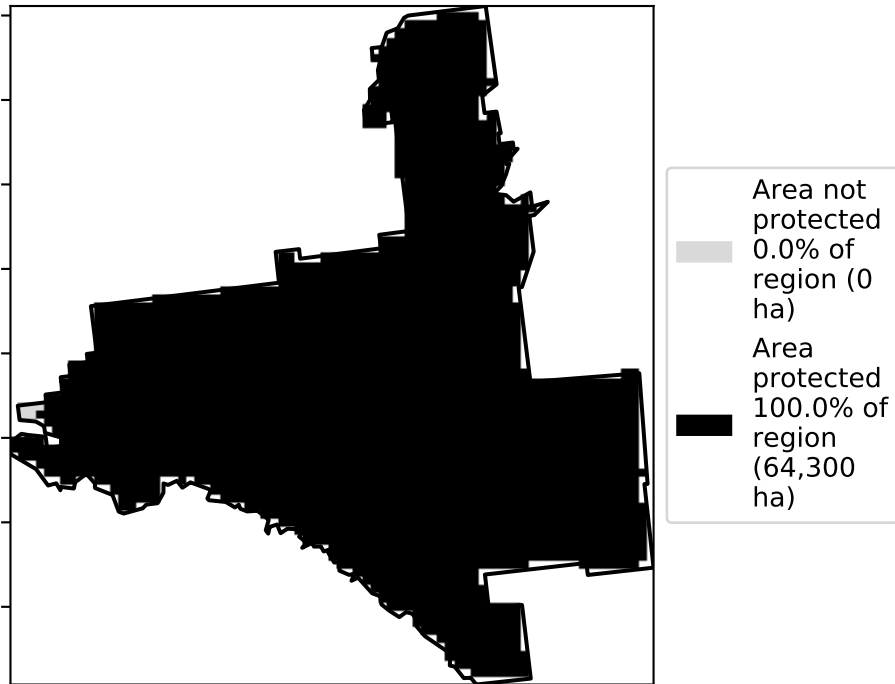 Area not
protected
0.0% of
region (0
ha)
Area
protected
100.0% of
region
(64,300
ha)